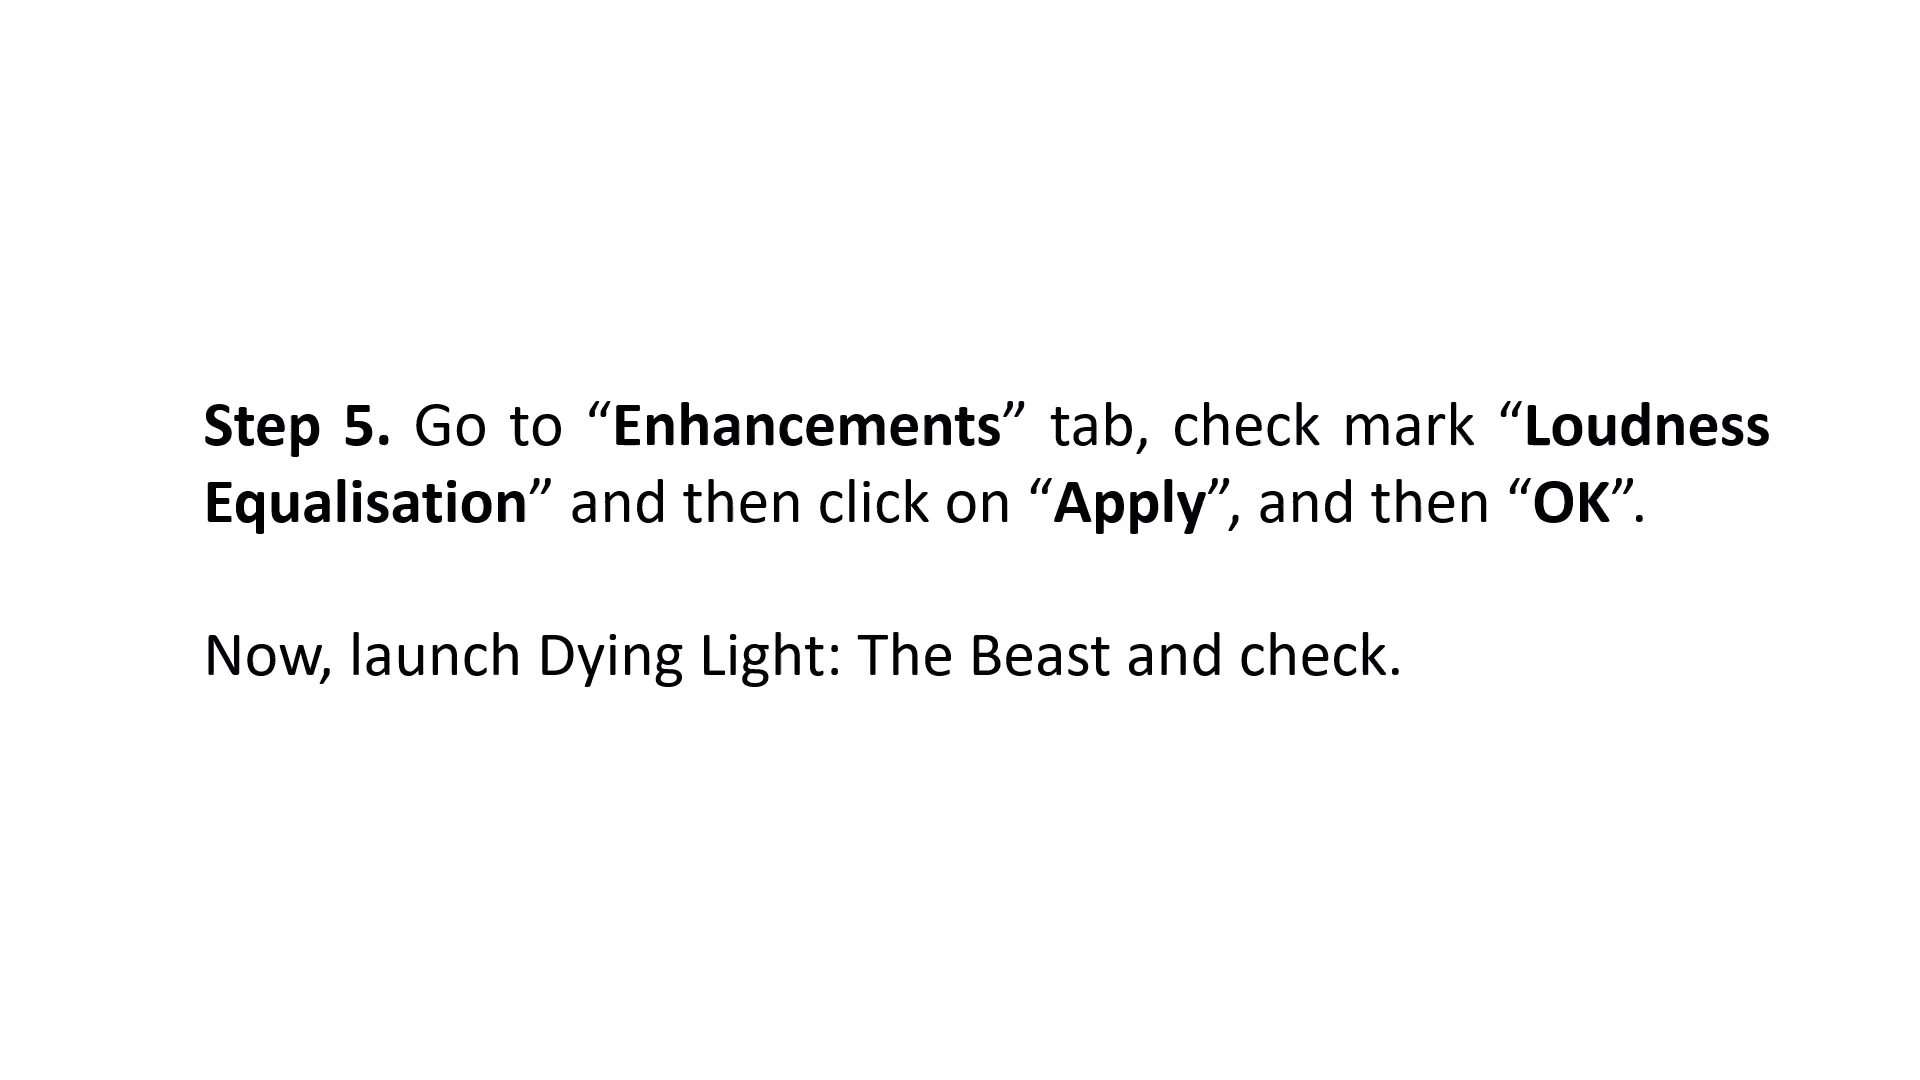 Step 5. Go to “Enhancements” tab, check mark “Loudness
Equalisation” and then click on “Apply”, and then “OK”.
Now, launch Dying Light: The Beast and check.